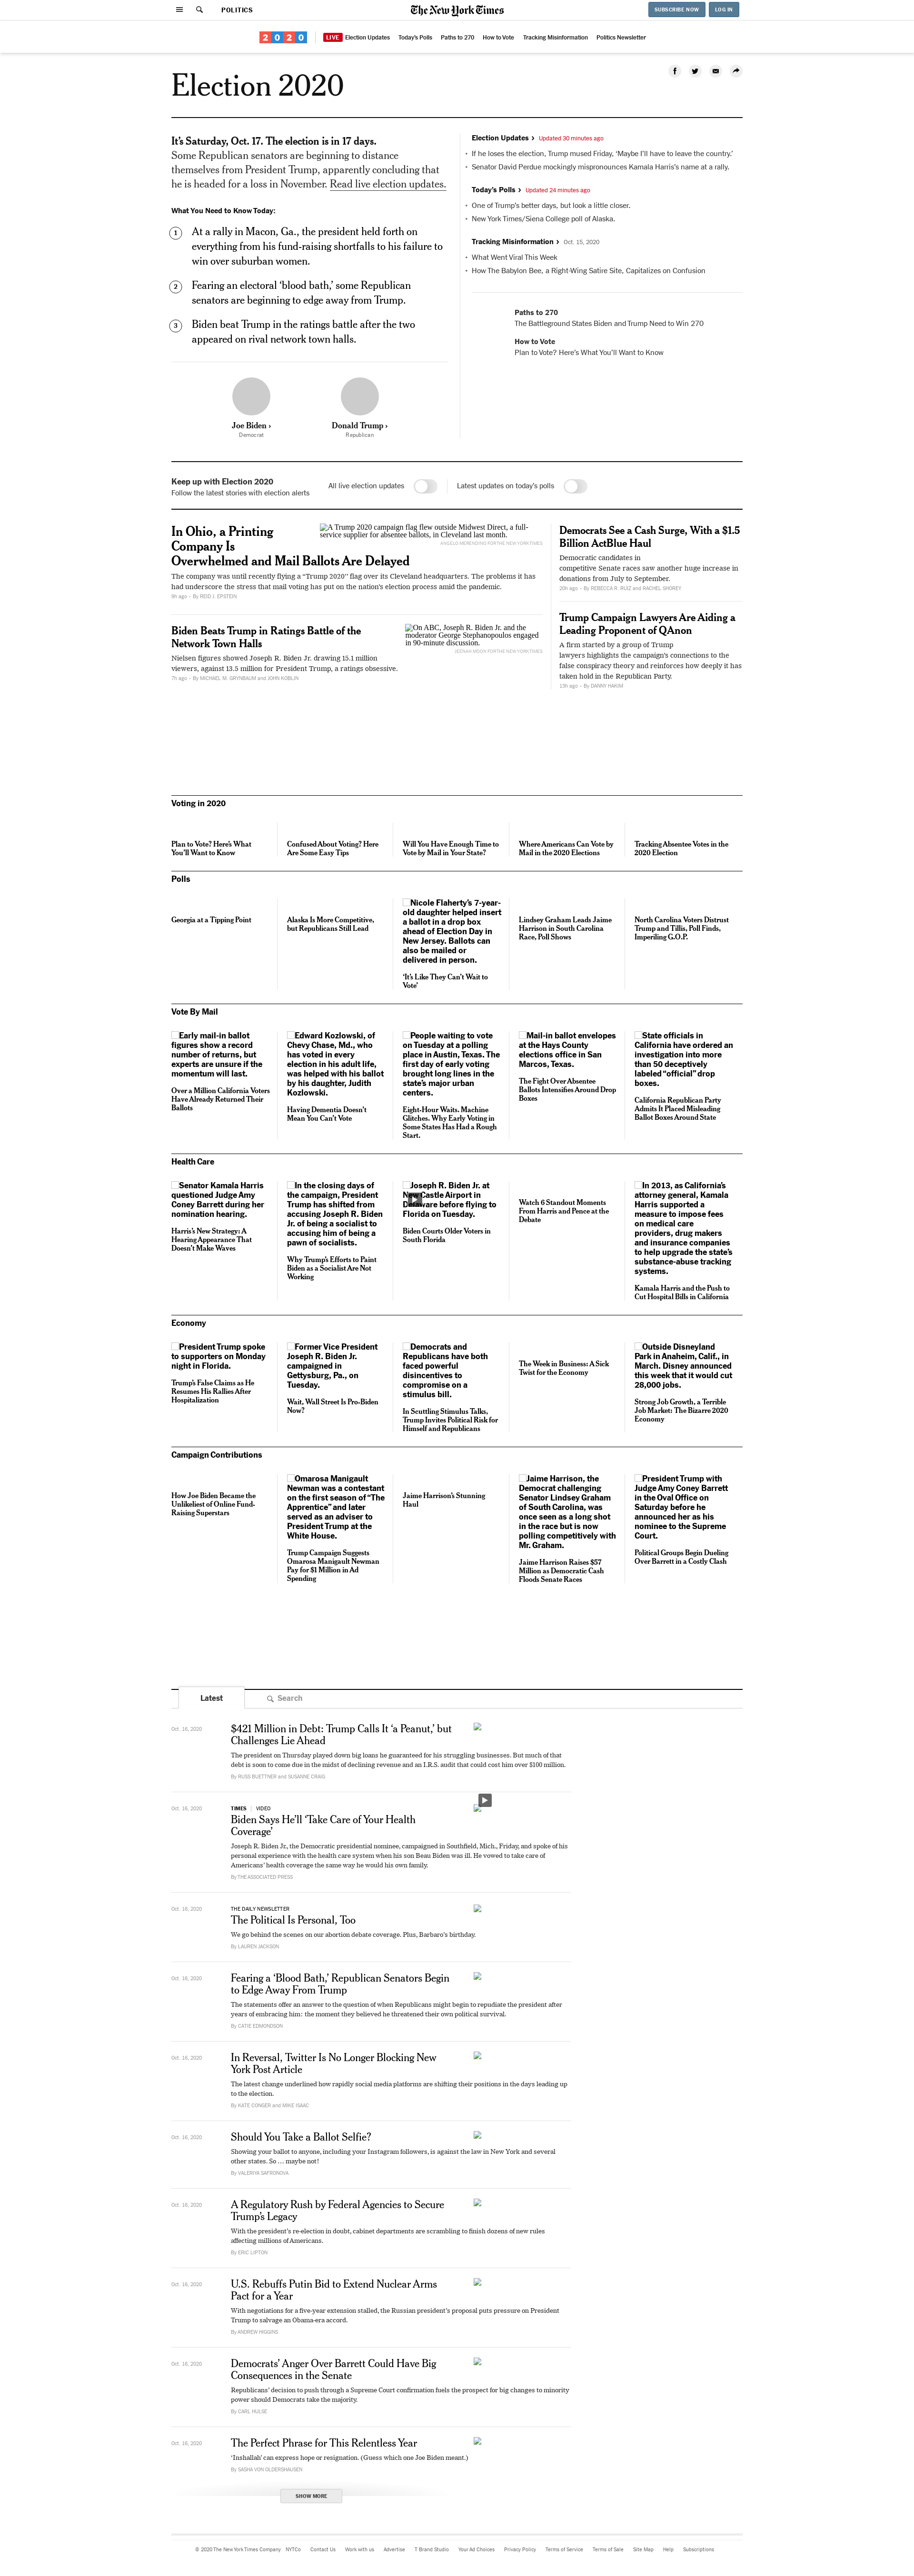 POLITICS
The New York Times
SUBSCRIBE NOW
LOG IN
2020
LIVE Election Updates
Today's Polls
Paths to 270
How to Vote
Tracking Misinformation
Politics Newsletter
Election 2020
It's Saturday, Oct. 17. The election is in 17 days.
Some Republican senators are beginning to distance
themselves from President Trump, apparently concluding that
he is headed for a loss in November. Read live election updates.
What You Need to Know Today:
1
At a rally in Macon, Ga., the president held forth on
everything from his fund-raising shortfalls to his failure to
win over suburban women.
2
Fearing an electoral 'blood bath,' some Republican
senators are beginning to edge away from Trump.
3
Biden beat Trump in the ratings battle after the two
appeared on rival network town halls.
Joe Biden ›
Democrat
Donald Trump ›
Republican
Election Updates › Updated 30 minutes ago
• If he loses the election, Trump mused Friday, 'Maybe I'll have to leave the country.'
• Senator David Perdue mockingly mispronounces Kamala Harris's name at a rally.
Today's Polls › Updated 24 minutes ago
• One of Trump's better days, but look a little closer.
• New York Times/Siena College poll of Alaska.
Tracking Misinformation › Oct. 15, 2020
• What Went Viral This Week
• How The Babylon Bee, a Right-Wing Satire Site, Capitalizes on Confusion
Paths to 270
The Battleground States Biden and Trump Need to Win 270
How to Vote
Plan to Vote? Here's What You'll Want to Know
Keep up with Election 2020
Follow the latest stories with election alerts
All live election updates
Latest updates on today's polls
In Ohio, a Printing
Company Is
Overwhelmed and Mail Ballots Are Delayed
A Trump 2020 campaign flag flew outside Midwest Direct, a full-
service supplier for absentee ballots, in Cleveland last month.
ANGELO MERENDINO FOR THE NEW YORK TIMES
The company was until recently flying a "Trump 2020" flag over its Cleveland headquarters. The problems it has
had underscore the stress that mail voting has put on the nation's election process amid the pandemic.
9h ago – By REID J. EPSTEIN
Biden Beats Trump in Ratings Battle of the
Network Town Halls
On ABC, Joseph R. Biden Jr. and the
moderator George Stephanopoulos engaged
in 90-minute discussion.
JEENAH MOON FOR THE NEW YORK TIMES
Nielsen figures showed Joseph R. Biden Jr. drawing 15.1 million
viewers, against 13.5 million for President Trump, a ratings obsessive.
7h ago – By MICHAEL M. GRYNBAUM and JOHN KOBLIN
Democrats See a Cash Surge, With a $1.5
Billion ActBlue Haul
Democratic candidates in
competitive Senate races saw another huge increase in
donations from July to September.
20h ago – By REBECCA R. RUIZ and RACHEL SHOREY
Trump Campaign Lawyers Are Aiding a
Leading Proponent of QAnon
A firm started by a group of Trump
lawyers highlights the campaign's connections to the
false conspiracy theory and reinforces how deeply it has
taken hold in the Republican Party.
13h ago – By DANNY HAKIM
Voting in 2020
Plan to Vote? Here's What
You'll Want to Know
Confused About Voting? Here
Are Some Easy Tips
Will You Have Enough Time to
Vote by Mail in Your State?
Where Americans Can Vote by
Mail in the 2020 Elections
Tracking Absentee Votes in the
2020 Election
Polls
Georgia at a Tipping Point
Alaska Is More Competitive,
but Republicans Still Lead
Nicole Flaherty's 7-year-
old daughter helped insert
a ballot in a drop box
ahead of Election Day in
New Jersey. Ballots can
also be mailed or
delivered in person.
'It's Like They Can't Wait to
Vote'
Lindsey Graham Leads Jaime
Harrison in South Carolina
Race, Poll Shows
North Carolina Voters Distrust
Trump and Tillis, Poll Finds,
Imperiling G.O.P.
Vote By Mail
Early mail-in ballot
figures show a record
number of returns, but
experts are unsure if the
momentum will last.
Over a Million California Voters
Have Already Returned Their
Ballots
Edward Kozlowski, of
Chevy Chase, Md., who
has voted in every
election in his adult life,
was helped with his ballot
by his daughter, Judith
Kozlowski.
Having Dementia Doesn't
Mean You Can't Vote
People waiting to vote
on Tuesday at a polling
place in Austin, Texas. The
first day of early voting
brought long lines in the
state's major urban
centers.
Eight-Hour Waits. Machine
Glitches. Why Early Voting in
Some States Has Had a Rough
Start.
Mail-in ballot envelopes
at the Hays County
elections office in San
Marcos, Texas.
The Fight Over Absentee
Ballots Intensifies Around Drop
Boxes
State officials in
California have ordered an
investigation into more
than 50 deceptively
labeled "official" drop
boxes.
California Republican Party
Admits It Placed Misleading
Ballot Boxes Around State
Health Care
Senator Kamala Harris
questioned Judge Amy
Coney Barrett during her
nomination hearing.
Harris's New Strategy: A
Hearing Appearance That
Doesn't Make Waves
In the closing days of
the campaign, President
Trump has shifted from
accusing Joseph R. Biden
Jr. of being a socialist to
accusing him of being a
pawn of socialists.
Why Trump's Efforts to Paint
Biden as a Socialist Are Not
Working
Joseph R. Biden Jr. at
New Castle Airport in
Delaware before flying to
Florida on Tuesday.
Biden Courts Older Voters in
South Florida
Watch 6 Standout Moments
From Harris and Pence at the
Debate
In 2013, as California's
attorney general, Kamala
Harris supported a
measure to impose fees
on medical care
providers, drug makers
and insurance companies
to help upgrade the state's
substance-abuse tracking
systems.
Kamala Harris and the Push to
Cut Hospital Bills in California
Economy
President Trump spoke
to supporters on Monday
night in Florida.
Trump's False Claims as He
Resumes His Rallies After
Hospitalization
Former Vice President
Joseph R. Biden Jr.
campaigned in
Gettysburg, Pa., on
Tuesday.
Wait, Wall Street Is Pro-Biden
Now?
Democrats and
Republicans have both
faced powerful
disincentives to
compromise on a
stimulus bill.
In Scuttling Stimulus Talks,
Trump Invites Political Risk for
Himself and Republicans
The Week in Business: A Sick
Twist for the Economy
Outside Disneyland
Park in Anaheim, Calif., in
March. Disney announced
this week that it would cut
28,000 jobs.
Strong Job Growth, a Terrible
Job Market: The Bizarre 2020
Economy
Campaign Contributions
How Joe Biden Became the
Unlikeliest of Online Fund-
Raising Superstars
Omarosa Manigault
Newman was a contestant
on the first season of "The
Apprentice" and later
served as an adviser to
President Trump at the
White House.
Trump Campaign Suggests
Omarosa Manigault Newman
Pay for $1 Million in Ad
Spending
Jaime Harrison's Stunning
Haul
Jaime Harrison, the
Democrat challenging
Senator Lindsey Graham
of South Carolina, was
once seen as a long shot
in the race but is now
polling competitively with
Mr. Graham.
Jaime Harrison Raises $57
Million as Democratic Cash
Floods Senate Races
President Trump with
Judge Amy Coney Barrett
in the Oval Office on
Saturday before he
announced her as his
nominee to the Supreme
Court.
Political Groups Begin Dueling
Over Barrett in a Costly Clash
Latest
Search
Oct. 16, 2020
$421 Million in Debt: Trump Calls It 'a Peanut,' but
Challenges Lie Ahead
The president on Thursday played down big loans he guaranteed for his struggling businesses. But much of that
debt is soon to come due in the midst of declining revenue and an I.R.S. audit that could cost him over $100 million.
By RUSS BUETTNER and SUSANNE CRAIG
Oct. 16, 2020
TIMES VIDEO
Biden Says He'll 'Take Care of Your Health
Coverage'
Joseph R. Biden Jr., the Democratic presidential nominee, campaigned in Southfield, Mich., Friday, and spoke of his
personal experience with the health care system when his son Beau Biden was ill. He vowed to take care of
Americans' health coverage the same way he would his own family.
By THE ASSOCIATED PRESS
Oct. 16, 2020
THE DAILY NEWSLETTER
The Political Is Personal, Too
We go behind the scenes on our abortion debate coverage. Plus, Barbaro's birthday.
By LAUREN JACKSON
Oct. 16, 2020
Fearing a 'Blood Bath,' Republican Senators Begin
to Edge Away From Trump
The statements offer an answer to the question of when Republicans might begin to repudiate the president after
years of embracing him: the moment they believed he threatened their own political survival.
By CATIE EDMONDSON
Oct. 16, 2020
In Reversal, Twitter Is No Longer Blocking New
York Post Article
The latest change underlined how rapidly social media platforms are shifting their positions in the days leading up
to the election.
By KATE CONGER and MIKE ISAAC
Oct. 16, 2020
Should You Take a Ballot Selfie?
Showing your ballot to anyone, including your Instagram followers, is against the law in New York and several
other states. So … maybe not!
By VALERIYA SAFRONOVA
Oct. 16, 2020
A Regulatory Rush by Federal Agencies to Secure
Trump's Legacy
With the president's re-election in doubt, cabinet departments are scrambling to finish dozens of new rules
affecting millions of Americans.
By ERIC LIPTON
Oct. 16, 2020
U.S. Rebuffs Putin Bid to Extend Nuclear Arms
Pact for a Year
With negotiations for a five-year extension stalled, the Russian president's proposal puts pressure on President
Trump to salvage an Obama-era accord.
By ANDREW HIGGINS
Oct. 16, 2020
Democrats' Anger Over Barrett Could Have Big
Consequences in the Senate
Republicans' decision to push through a Supreme Court confirmation fuels the prospect for big changes to minority
power should Democrats take the majority.
By CARL HULSE
Oct. 16, 2020
The Perfect Phrase for This Relentless Year
'Inshallah' can express hope or resignation. (Guess which one Joe Biden meant.)
By SASHA VON OLDERSHAUSEN
SHOW MORE
© 2020 The New York Times Company
NYTCo
Contact Us
Work with us
Advertise
T Brand Studio
Your Ad Choices
Privacy Policy
Terms of Service
Terms of Sale
Site Map
Help
Subscriptions